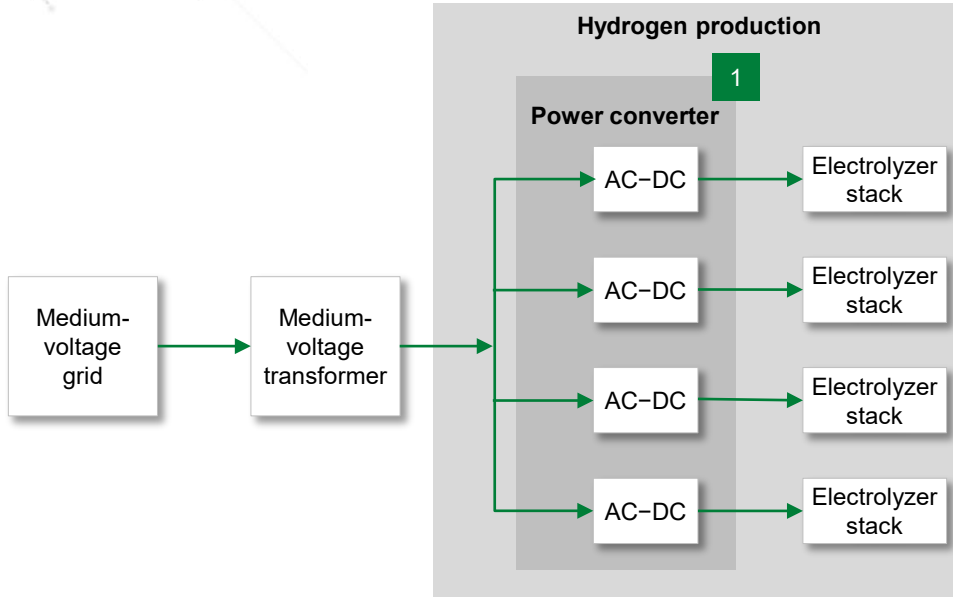 Hydrogen production
1
Power converter
AC−DC
Electrolyzer
stack
AC−DC
Electrolyzer
stack
Medium-
voltage
grid
Medium-
voltage
transformer
AC−DC
Electrolyzer
stack
AC−DC
Electrolyzer
stack